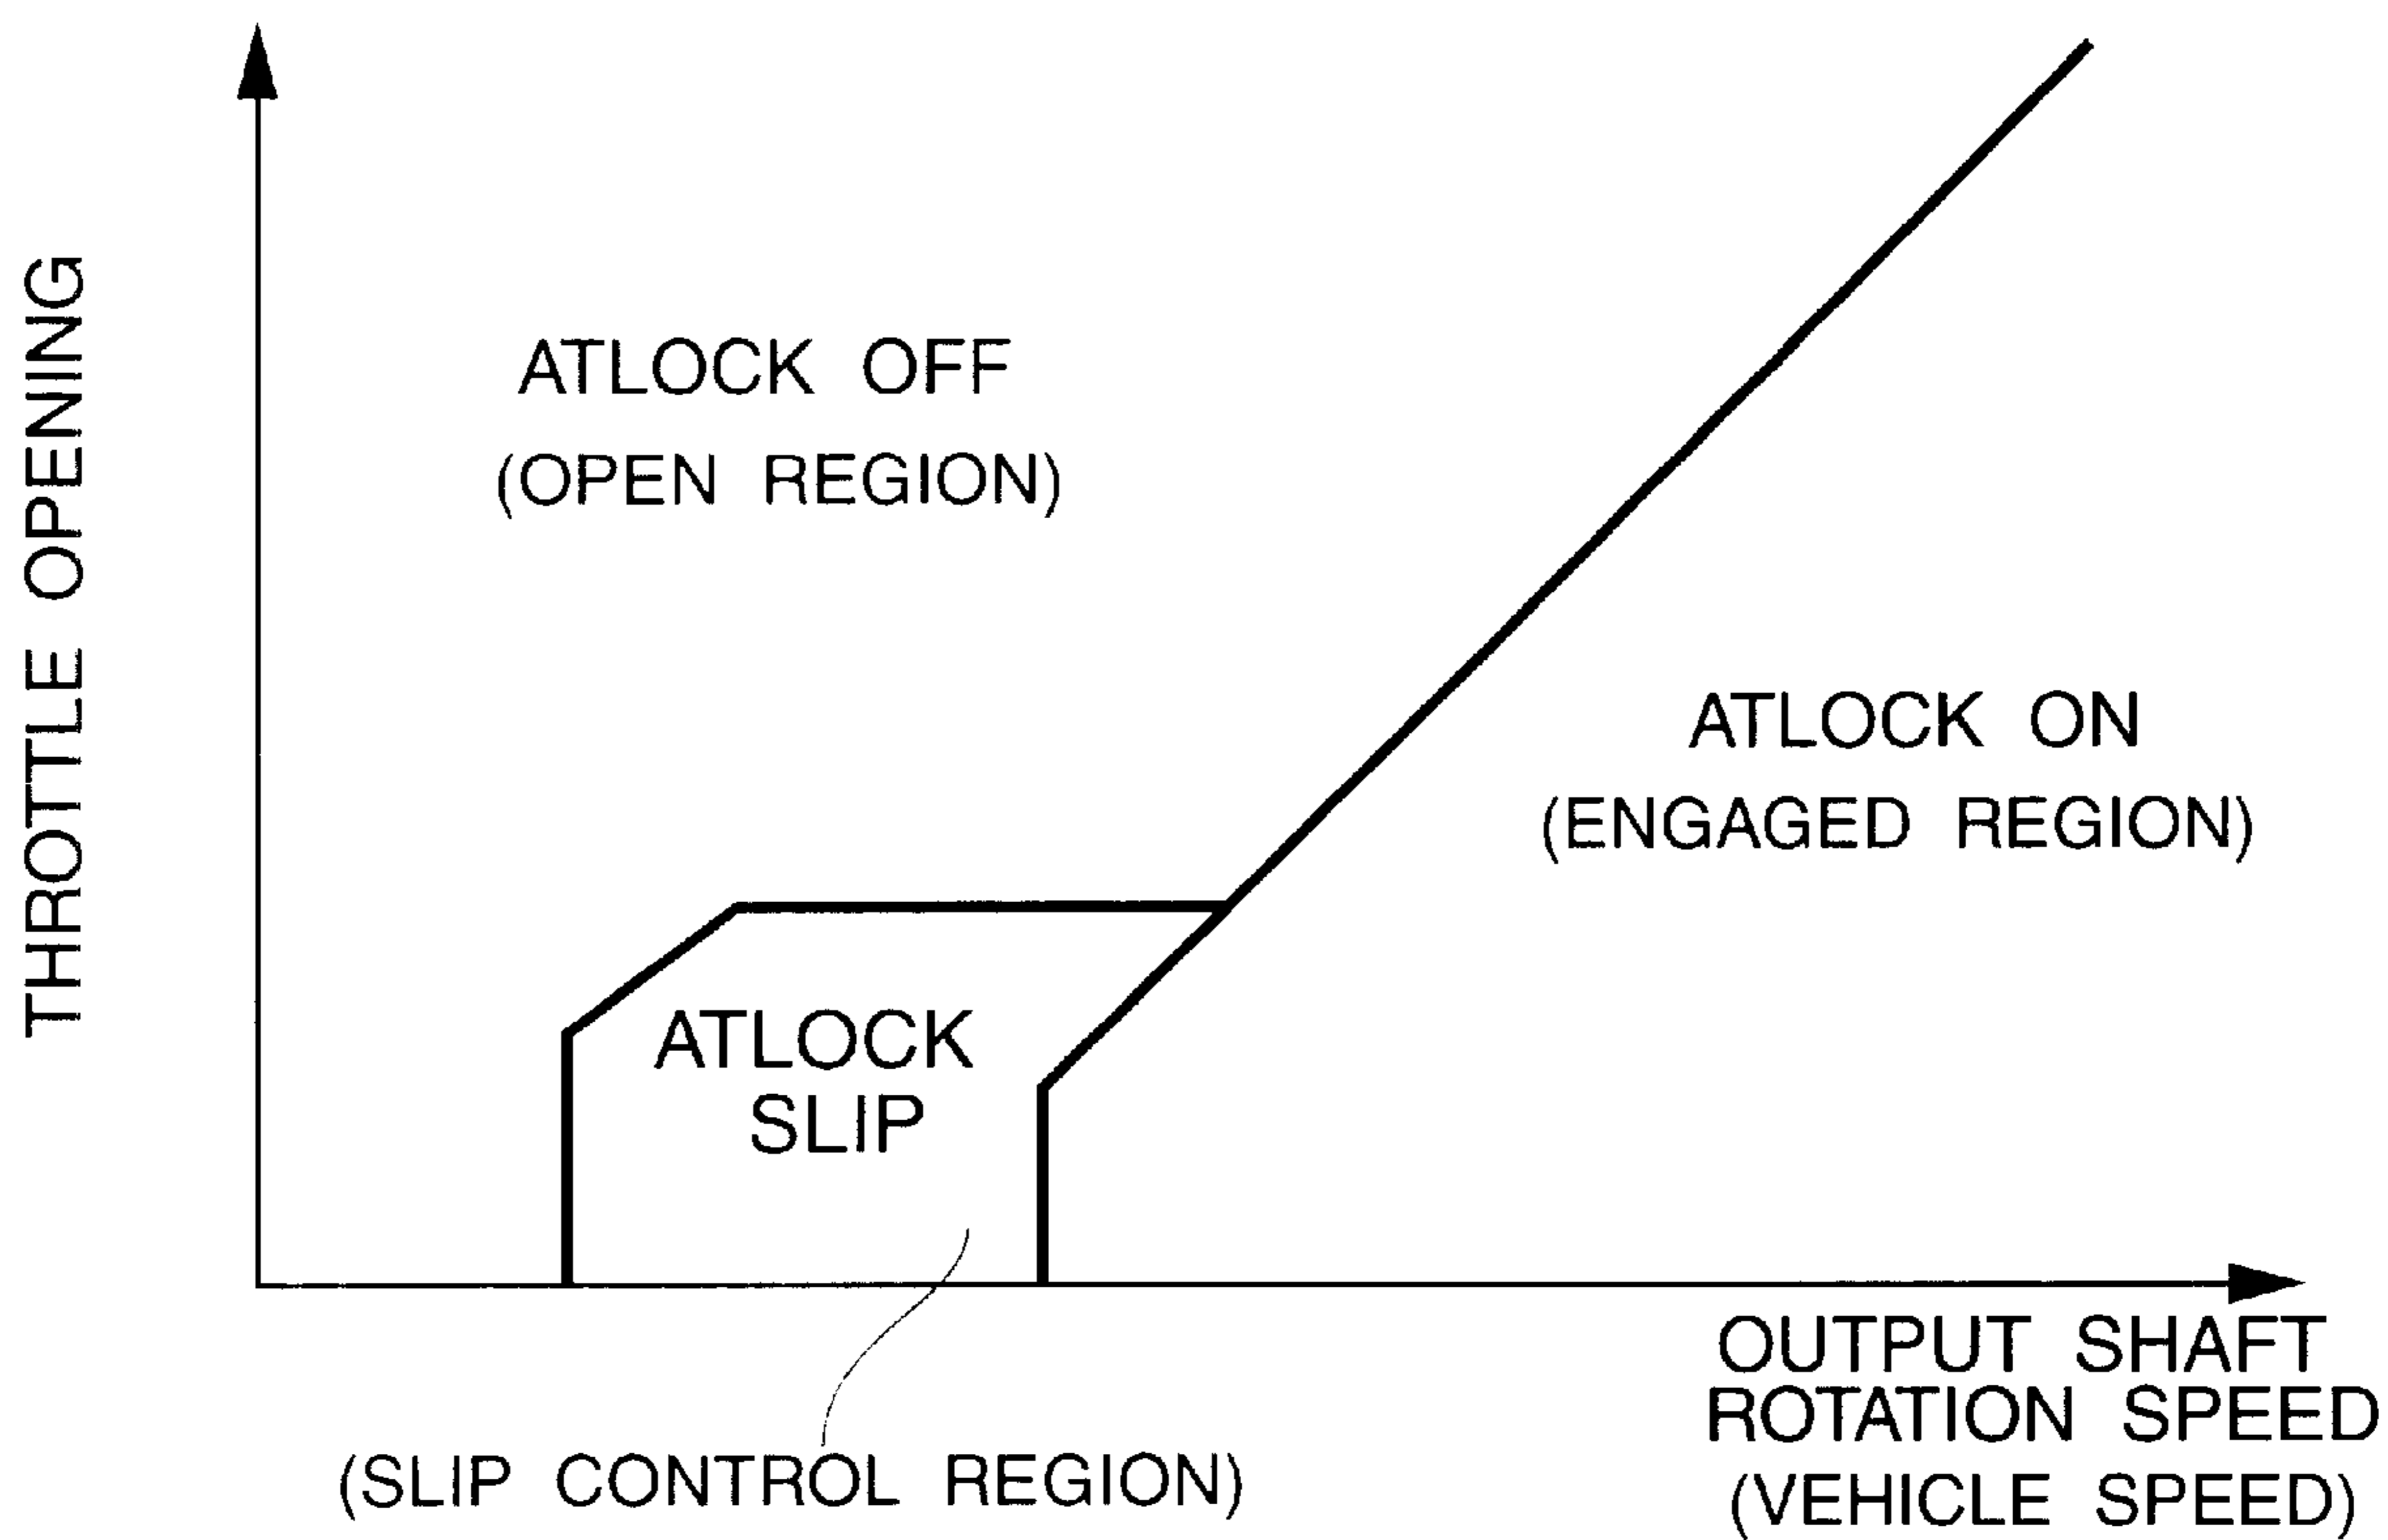 THROTTLE OPENING
ATLOCK OFF
(OPEN REGION)
ATLOCK ON
(ENGAGED REGION)
ATLOCK
SLIP
(SLIP CONTROL REGION)
OUTPUT SHAFT
ROTATION SPEED
(VEHICLE SPEED)